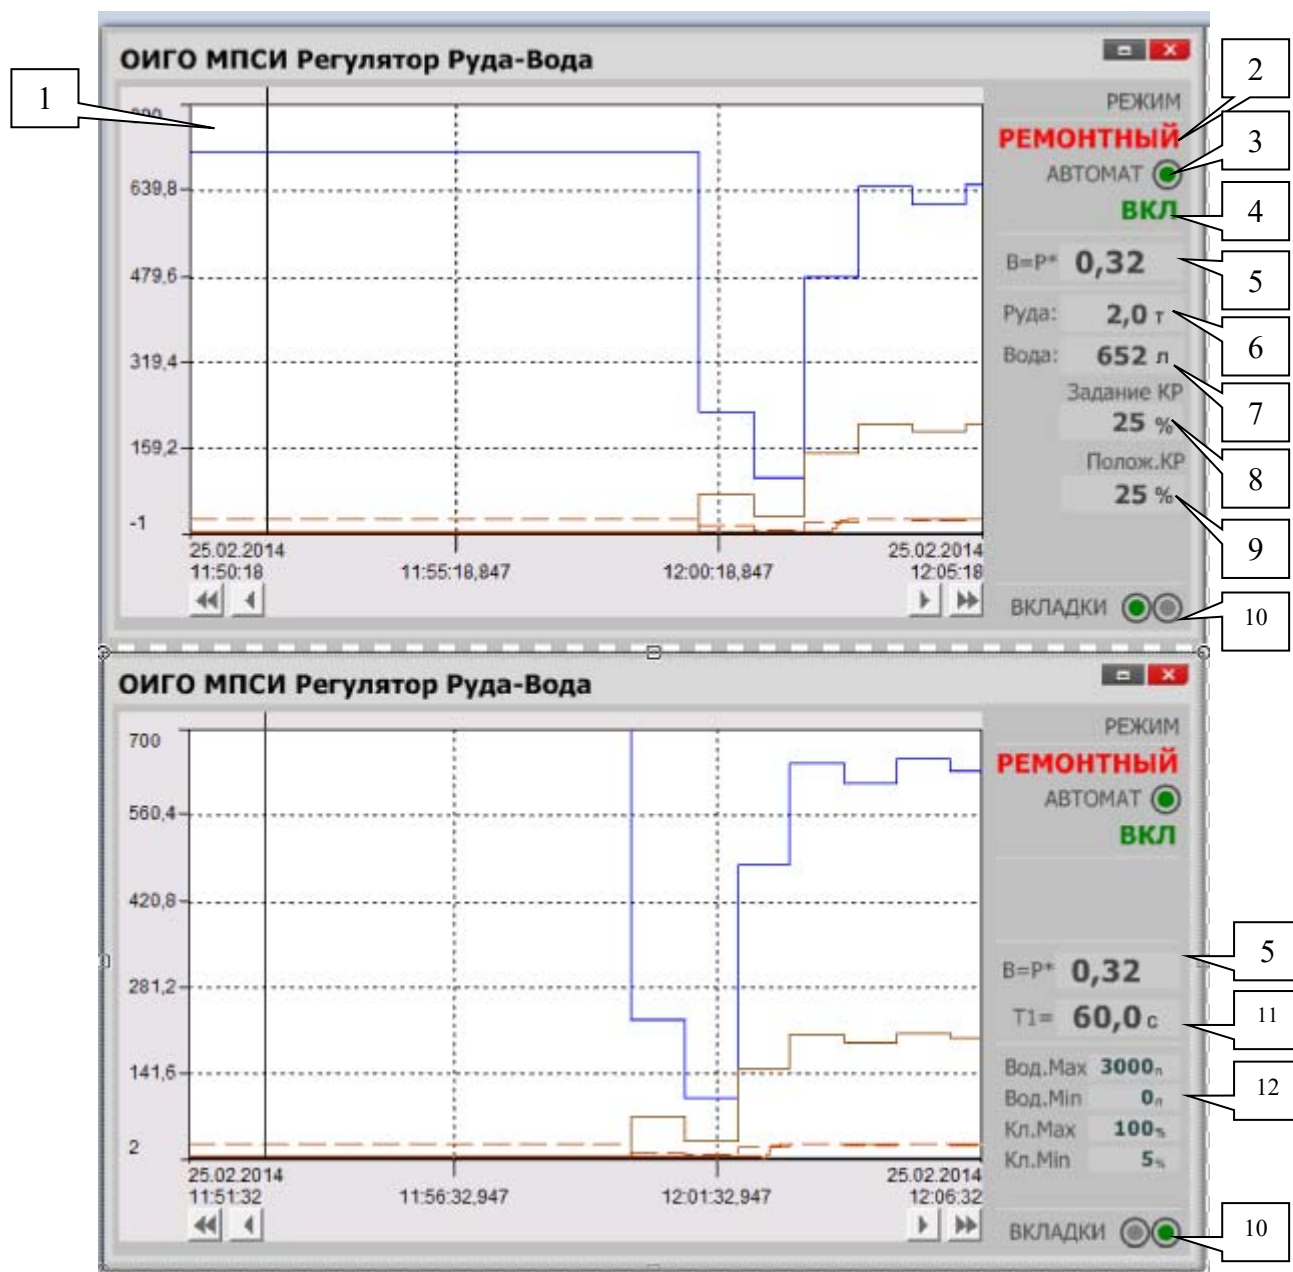 ОИГО МПСИ Регулятор Руда-Вода
1
2
РЕЖИМ
РЕМОНТНЫЙ
3
АВТОМАТ
ВКЛ
4
639,8
479,6
319,4
159,2
-1
В=Р* 0,32
5
Руда: 2,0 т
6
Вода: 652 л
7
Задание КР
25 %
8
Полож.КР
25 %
9
25.02.2014 25.02.2014
11:50:18 11:55:18,847 12:00:18,847 12:05:18
ВКЛАДКИ
10
ОИГО МПСИ Регулятор Руда-Вода
РЕЖИМ
РЕМОНТНЫЙ
АВТОМАТ
ВКЛ
700
560,4
420,8
281,2
141,6
2
В=Р* 0,32
5
Т1= 60,0 с
11
Вод.Max 3000л
Вод.Min 0л
12
Кл.Max 100%
Кл.Min 5%
25.02.2014 25.02.2014
11:51:32 11:56:32,947 12:01:32,947 12:06:32
ВКЛАДКИ
10